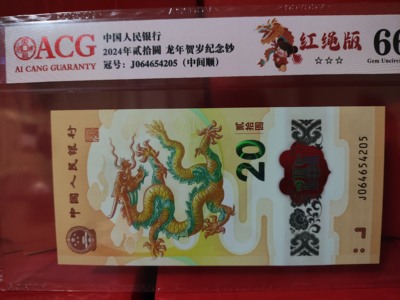 ACG
AI CANG GUARANTY
中国人民银行
2024年贰拾圆 龙年贺岁纪念钞
冠号: J064654205 (中间顺)
红绳版
☆☆☆
66
Gem Uncirc
中国人民银行
贰拾圆
20
J064654205